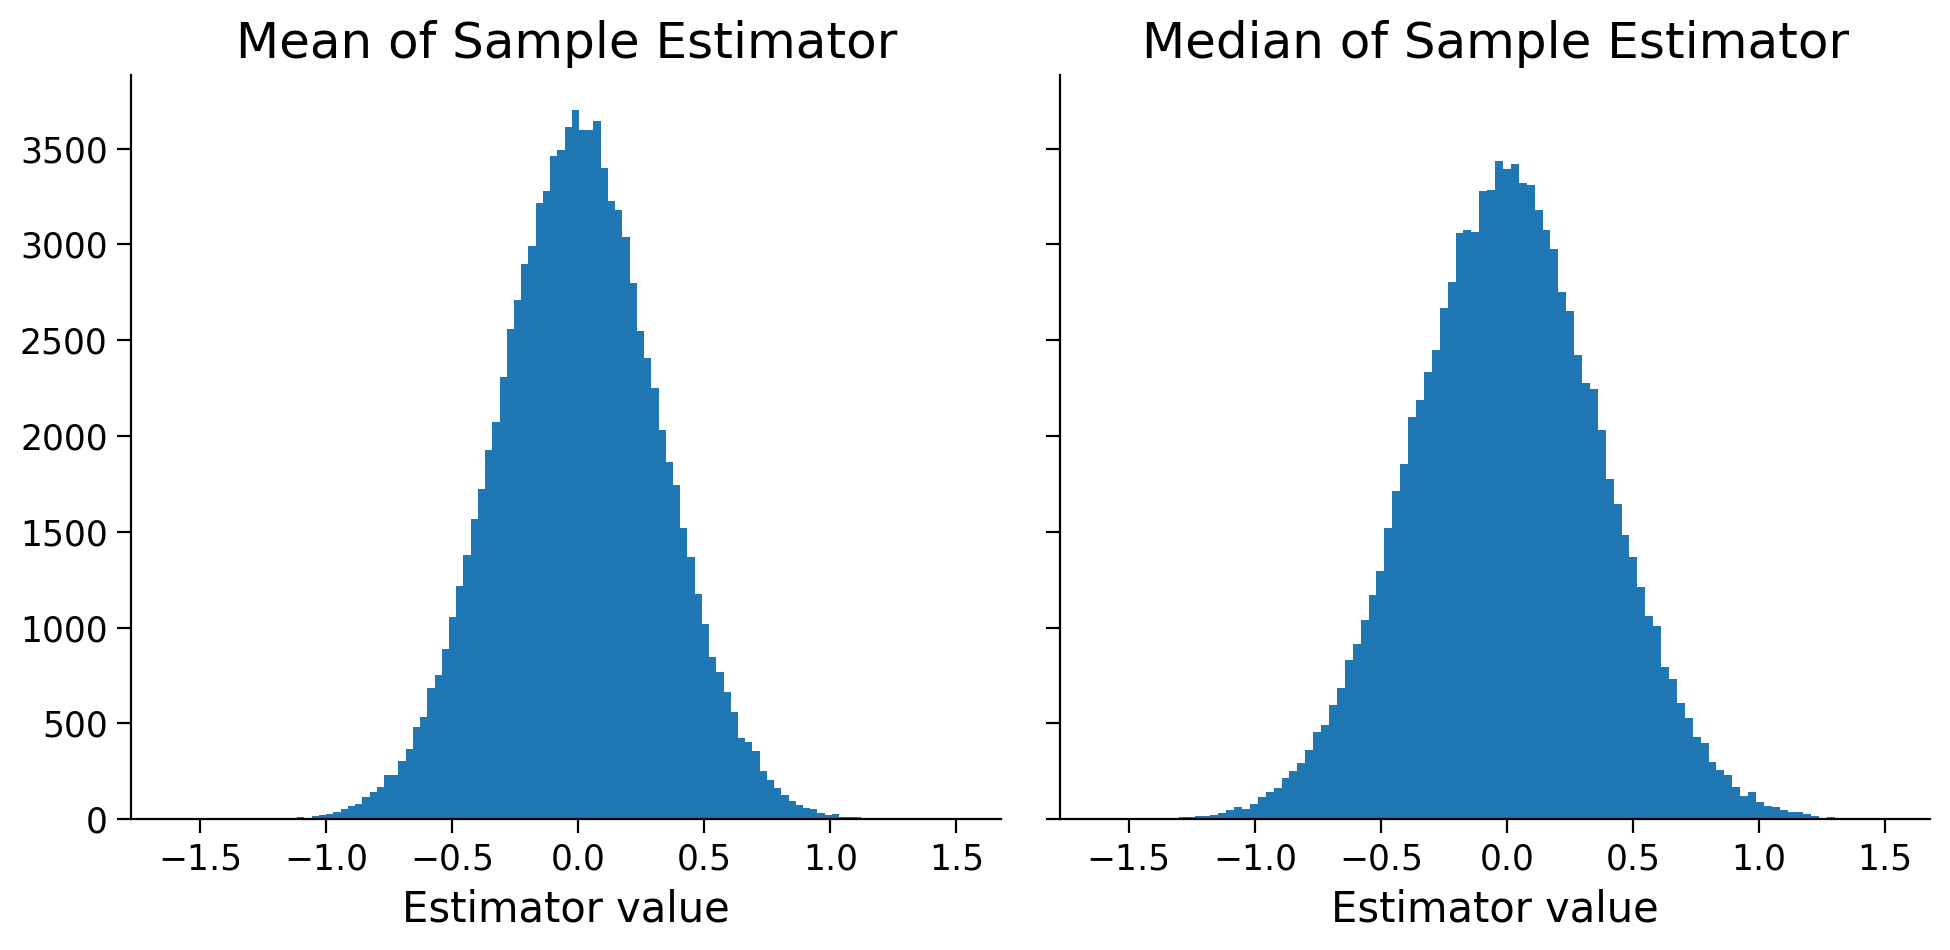 Mean of Sample Estimator
Median of Sample Estimator
3500
3000
2500
2000
1500
1000
500
0
−1.5 −1.0 −0.5 0.0 0.5 1.0 1.5
−1.5 −1.0 −0.5 0.0 0.5 1.0 1.5
Estimator value
Estimator value